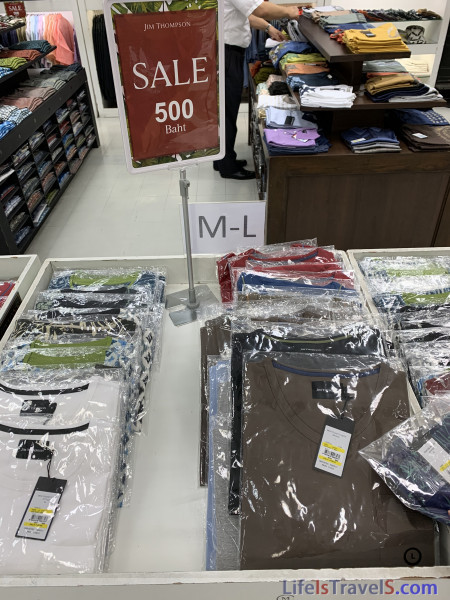 JIM THOMPSON
SALE
500
Baht
M-L
L
LifeIsTravelS.com